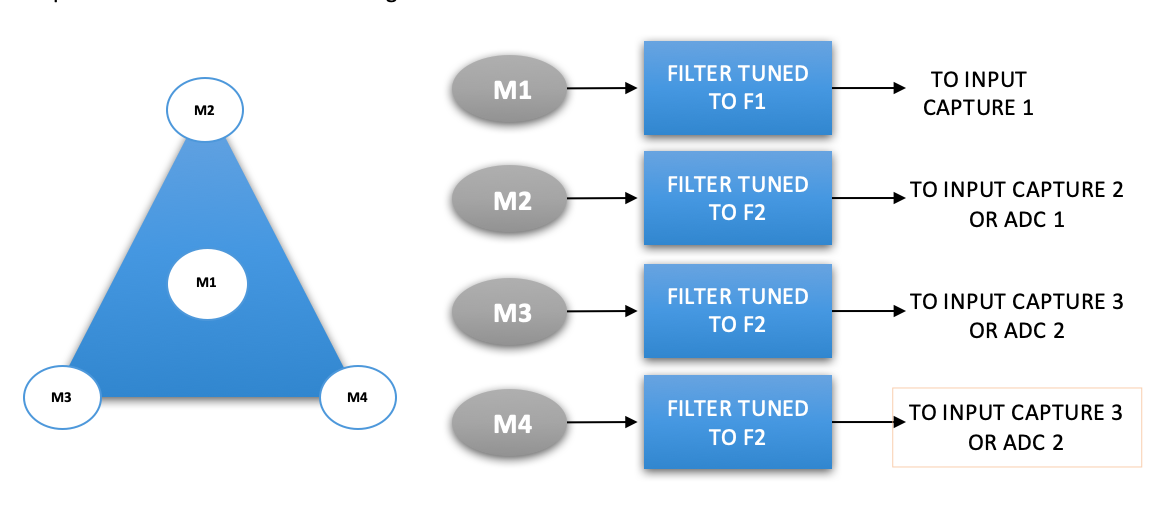 M2
M1
M3
M4
M1
FILTER TUNED
TO F1
TO INPUT
CAPTURE 1
M2
FILTER TUNED
TO F2
TO INPUT CAPTURE 2
OR ADC 1
M3
FILTER TUNED
TO F2
TO INPUT CAPTURE 3
OR ADC 2
M4
FILTER TUNED
TO F2
TO INPUT CAPTURE 3
OR ADC 2